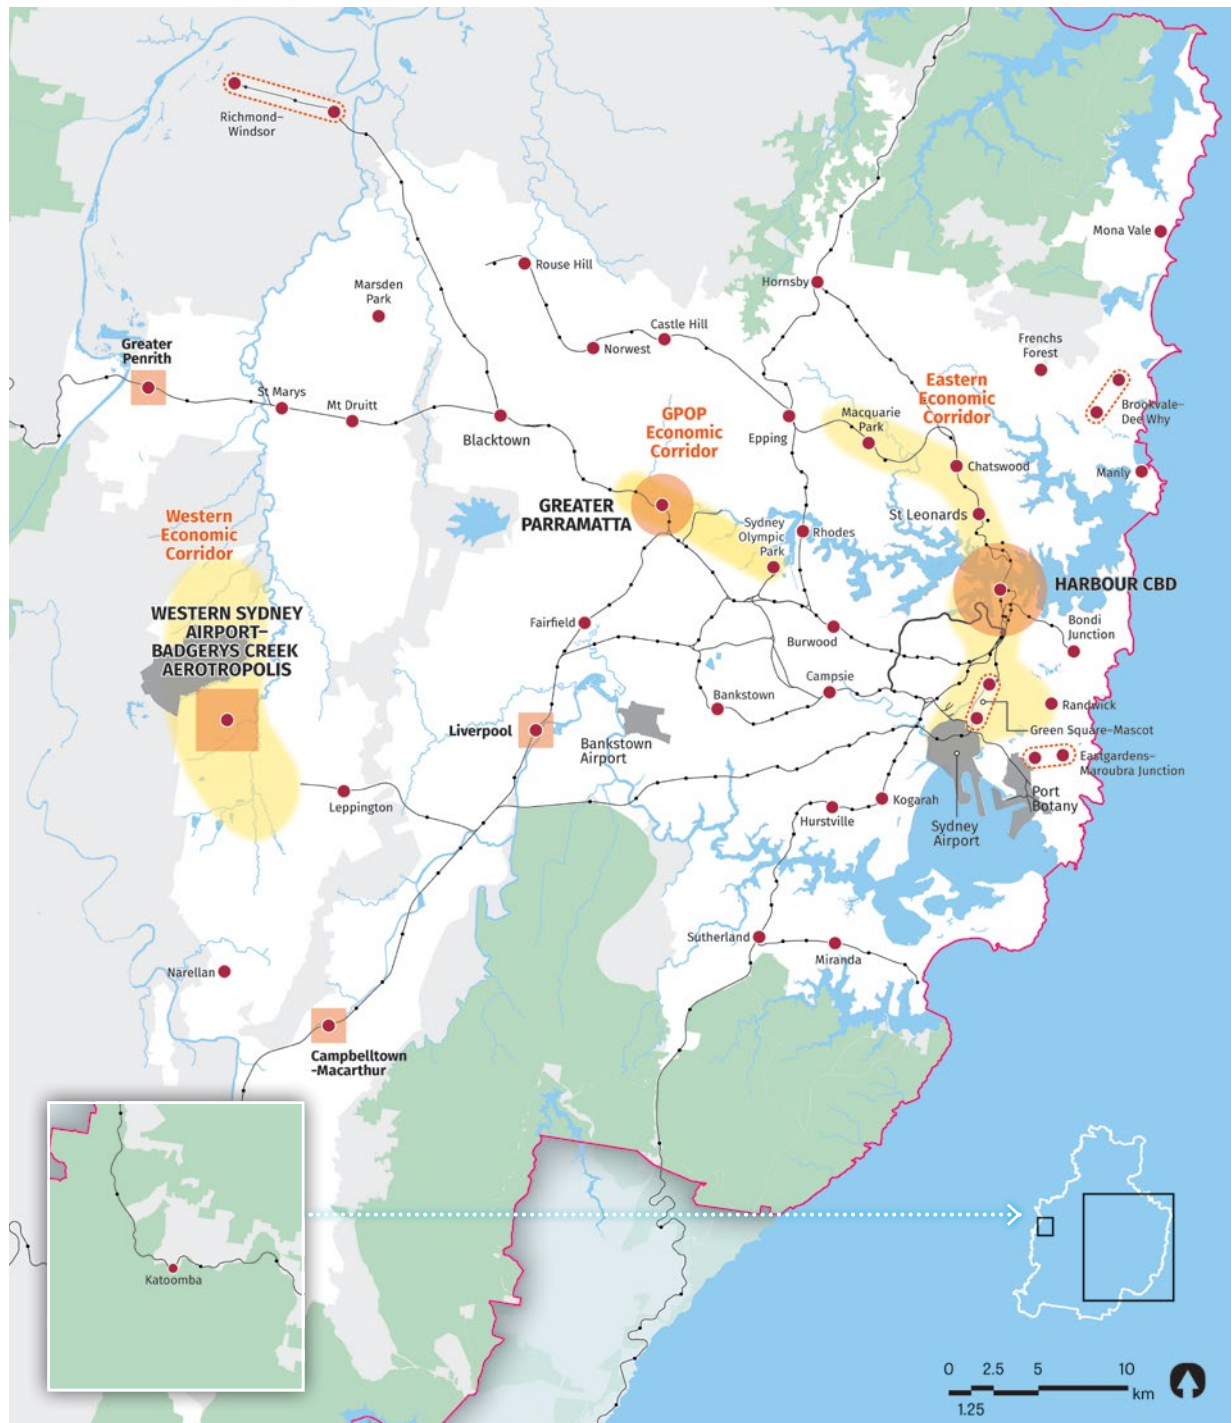 Richmond–
Windsor
Mona Vale
Rouse Hill
Hornsby
Marsden
Park
Castle Hill
Norwest
Frenchs
Forest
Greater
Penrith
St Marys
Mt Druitt
Blacktown
GPOP
Economic
Corridor
Epping
Macquarie
Park
Eastern
Economic
Corridor
Brookvale–
Dee Why
Chatswood
Manly
GREATER
PARRAMATTA
Sydney
Olympic
Park
Rhodes
St Leonards
Western
Economic
Corridor
HARBOUR CBD
WESTERN SYDNEY
AIRPORT–
BADGERYS CREEK
AEROTROPOLIS
Fairfield
Burwood
Bondi
Junction
Campsie
Bankstown
Randwick
Green Square–Mascot
Liverpool
Bankstown
Airport
Eastgardens–
Maroubra Junction
Leppington
Port
Botany
Kogarah
Hurstville
Sydney
Airport
Sutherland
Miranda
Narellan
Campbelltown
-Macarthur
Katoomba
0 2.5 5 10
km
1.25